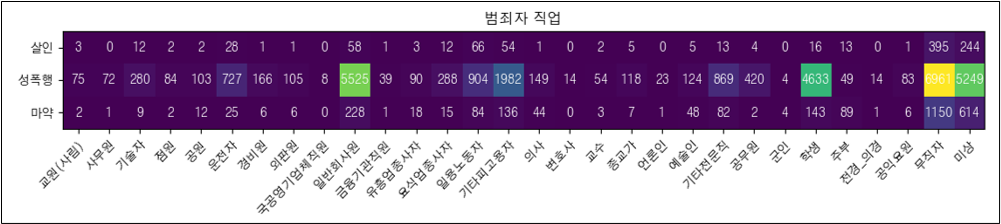 범죄자 직업
살인 3 0 12 2 2 28 1 1 0 58 1 3 12 66 54 1 0 2 5 0 5 13 4 0 16 13 0 1 395 244
성폭행 75 72 280 84 103 727 166 105 8 5525 39 90 288 904 1982 149 14 54 118 23 124 869 420 4 4633 49 14 83 6961 5249
마약 2 1 9 2 12 25 6 6 0 228 1 18 15 84 136 44 0 3 7 1 48 82 2 4 143 89 1 6 1150 614
교원(사람) 사무원 기술자 점원 공원 운전자 경비원 외판원 국공영기업체직원 일반회사원 금융기관직원 유흥업종사자 요식업종사자 일용노동자 기타피고용자 의사 변호사 교수 종교가 언론인 예술인 기타전문직 공무원 군인 학생 주부 전경_의경 공익요원 무직자 미상